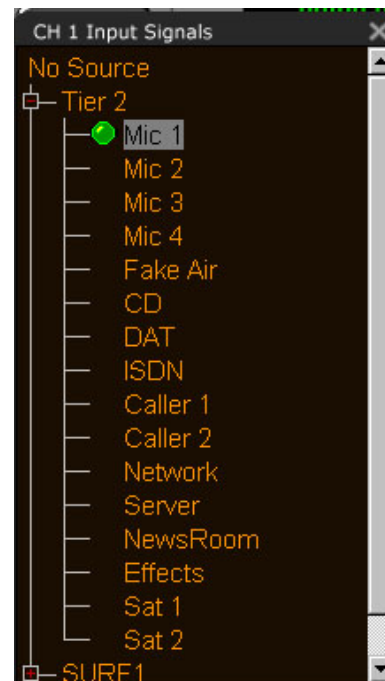 CH 1 Input Signals
No Source
Tier 2
Mic 1
Mic 2
Mic 3
Mic 4
Fake Air
CD
DAT
ISDN
Caller 1
Caller 2
Network
Server
NewsRoom
Effects
Sat 1
Sat 2
SURF1